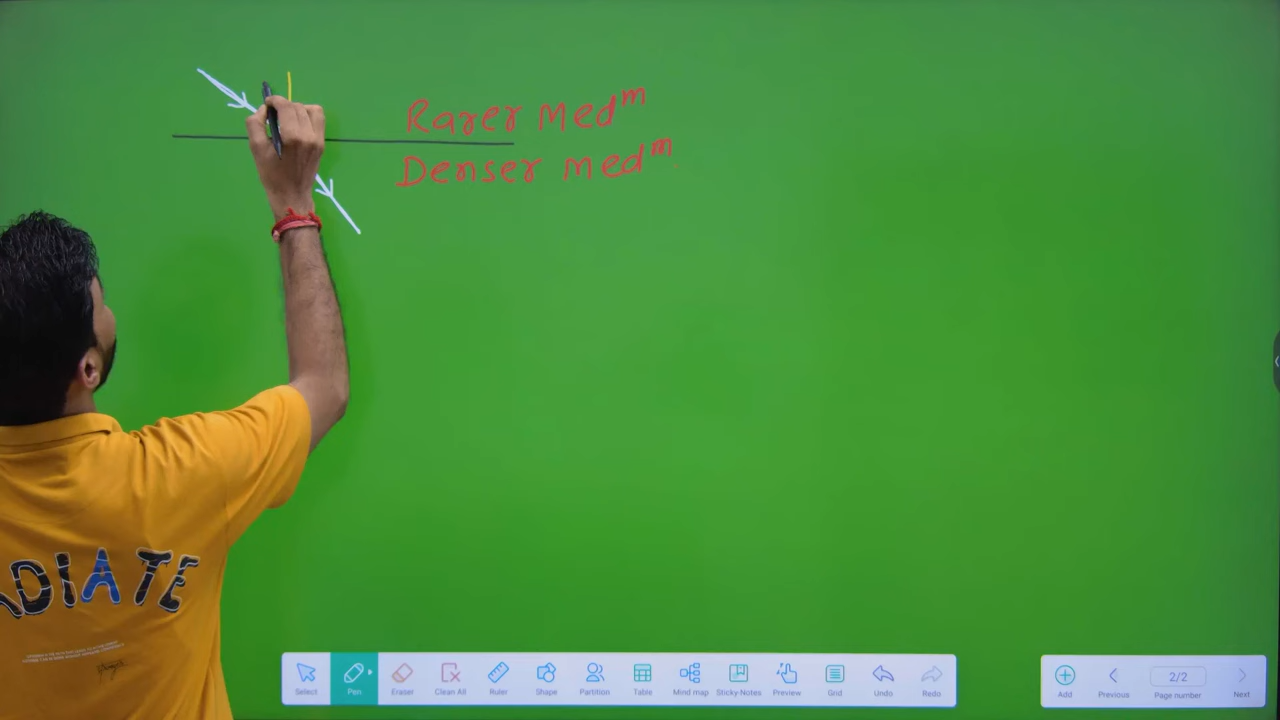 Rarer Medm
Denser medm
DIATE
Select
Pen
Eraser
Clean All
Ruler
Shape
Partition
Table
Mind map
Sticky-Notes
Preview
Grid
Undo
Redo
Add
Previous
2/2
Page number
Next